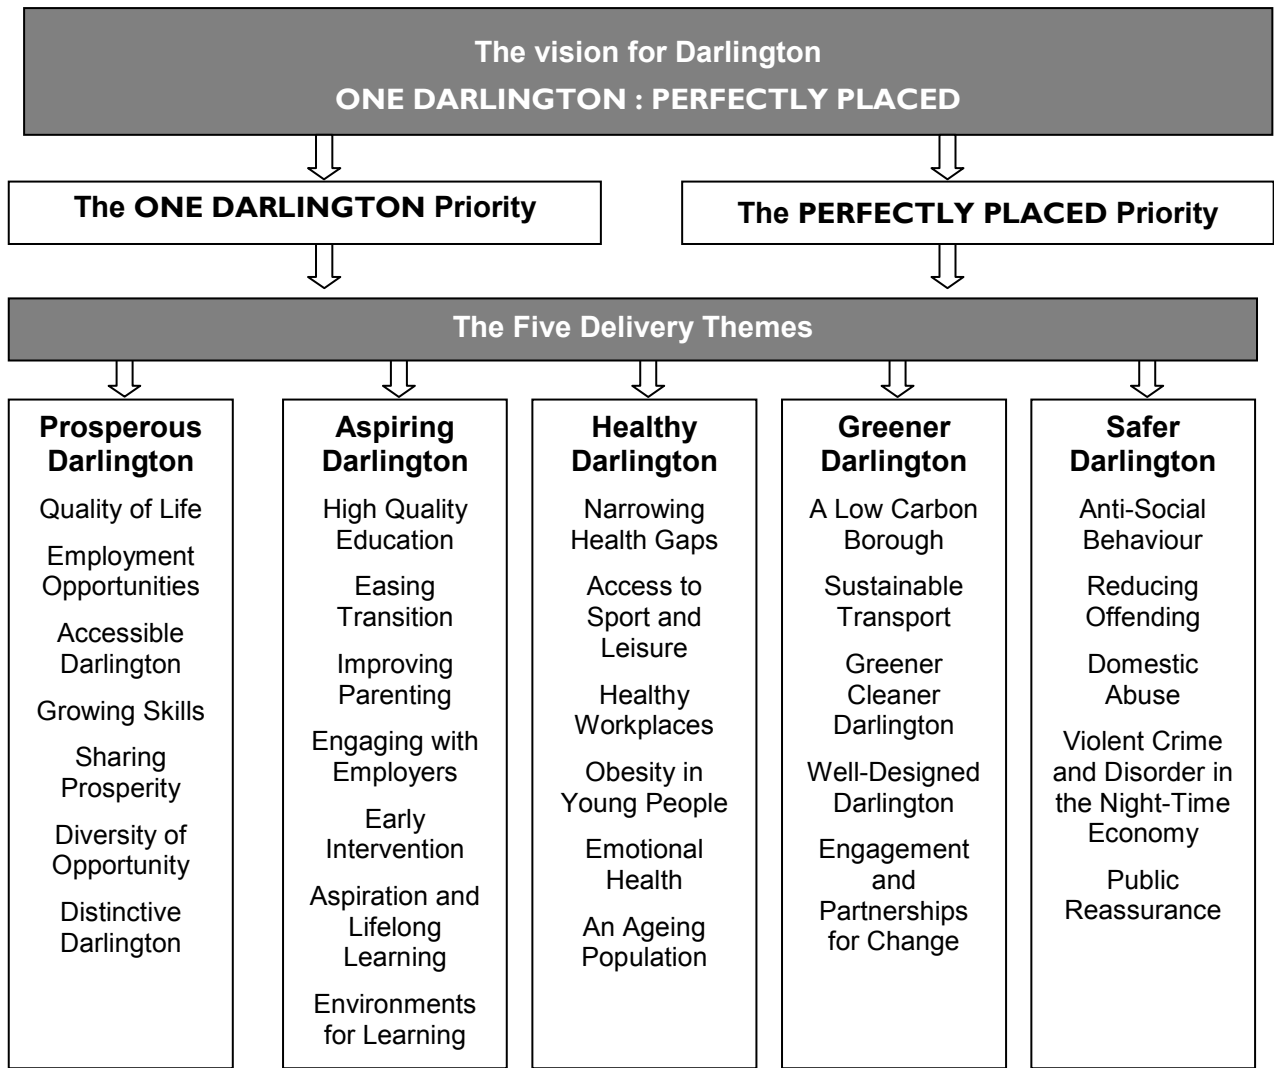 The vision for Darlington
ONE DARLINGTON : PERFECTLY PLACED
The ONE DARLINGTON Priority
The PERFECTLY PLACED Priority
The Five Delivery Themes
Prosperous
Darlington
Quality of Life
Employment
Opportunities
Accessible
Darlington
Growing Skills
Sharing
Prosperity
Diversity of
Opportunity
Distinctive
Darlington
Aspiring
Darlington
High Quality
Education
Easing
Transition
Improving
Parenting
Engaging with
Employers
Early
Intervention
Aspiration and
Lifelong
Learning
Environments
for Learning
Healthy
Darlington
Narrowing
Health Gaps
Access to
Sport and
Leisure
Healthy
Workplaces
Obesity in
Young People
Emotional
Health
An Ageing
Population
Greener
Darlington
A Low Carbon
Borough
Sustainable
Transport
Greener
Cleaner
Darlington
Well-Designed
Darlington
Engagement
and
Partnerships
for Change
Safer
Darlington
Anti-Social
Behaviour
Reducing
Offending
Domestic
Abuse
Violent Crime
and Disorder in
the Night-Time
Economy
Public
Reassurance